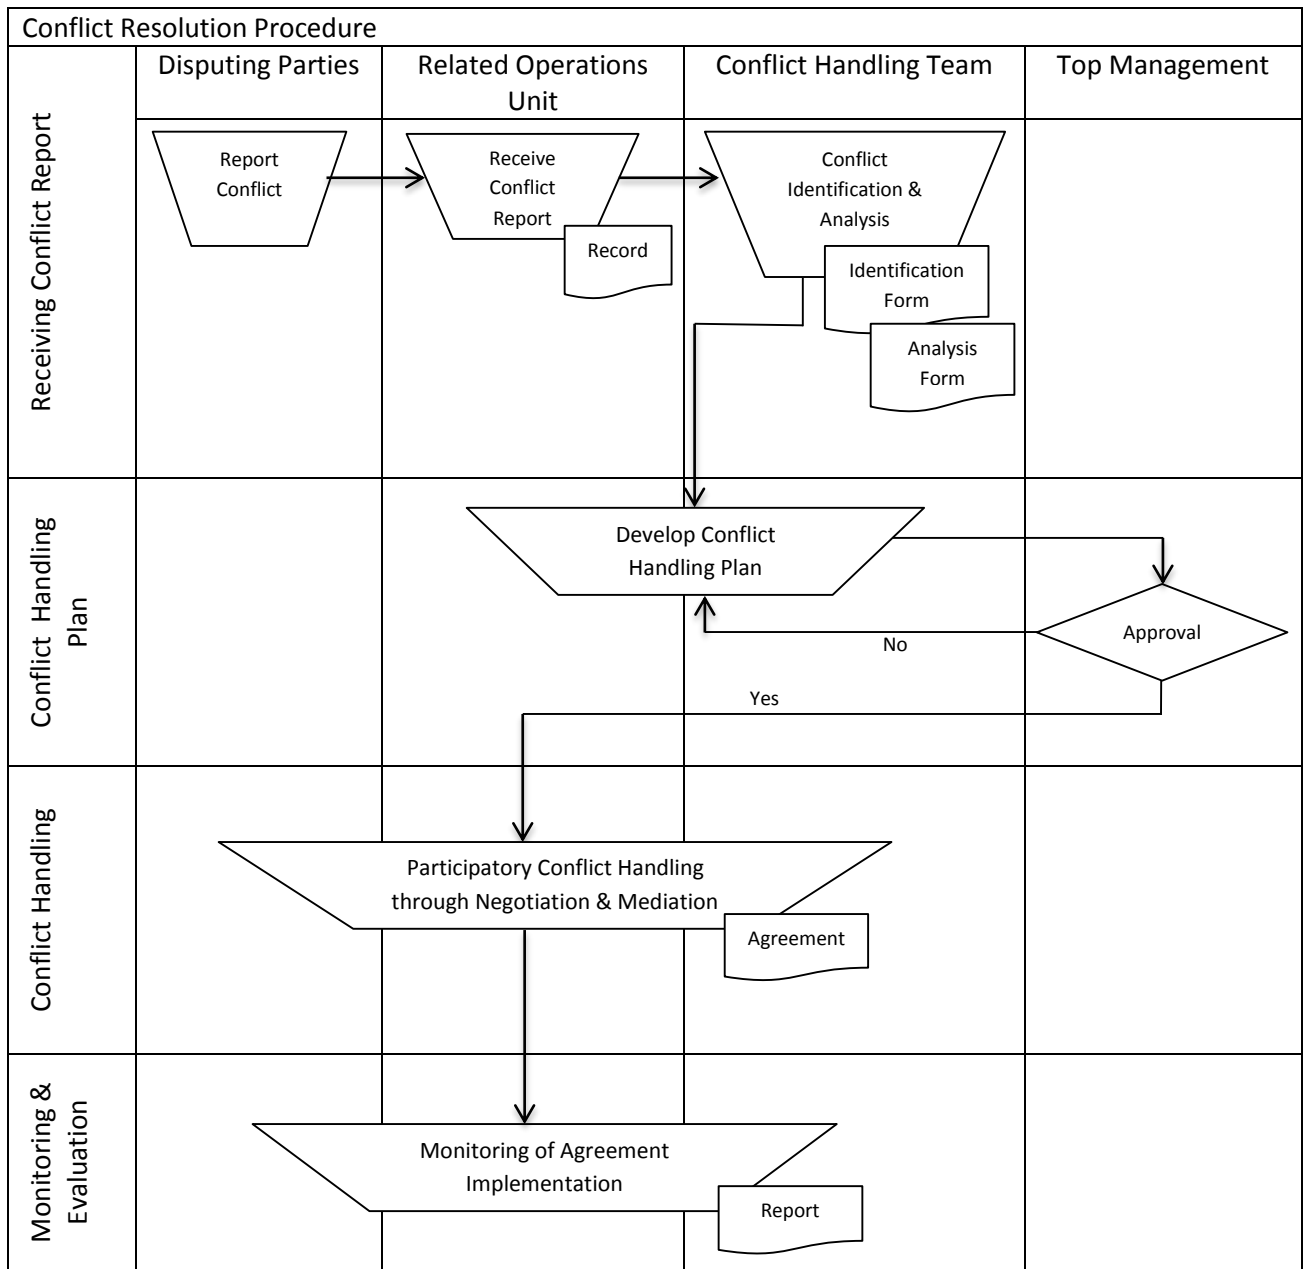 Conflict Resolution Procedure
Disputing Parties
Related Operations
Unit
Conflict Handling Team
Top Management
Receiving Conflict Report
Report
Conflict
Receive
Conflict
Report
Record
Conflict
Identification &
Analysis
Identification
Form
Analysis
Form
Conflict Handling
Plan
Develop Conflict
Handling Plan
Approval
No
Yes
Conflict Handling
Participatory Conflict Handling
through Negotiation & Mediation
Agreement
Monitoring &
Evaluation
Monitoring of Agreement
Implementation
Report